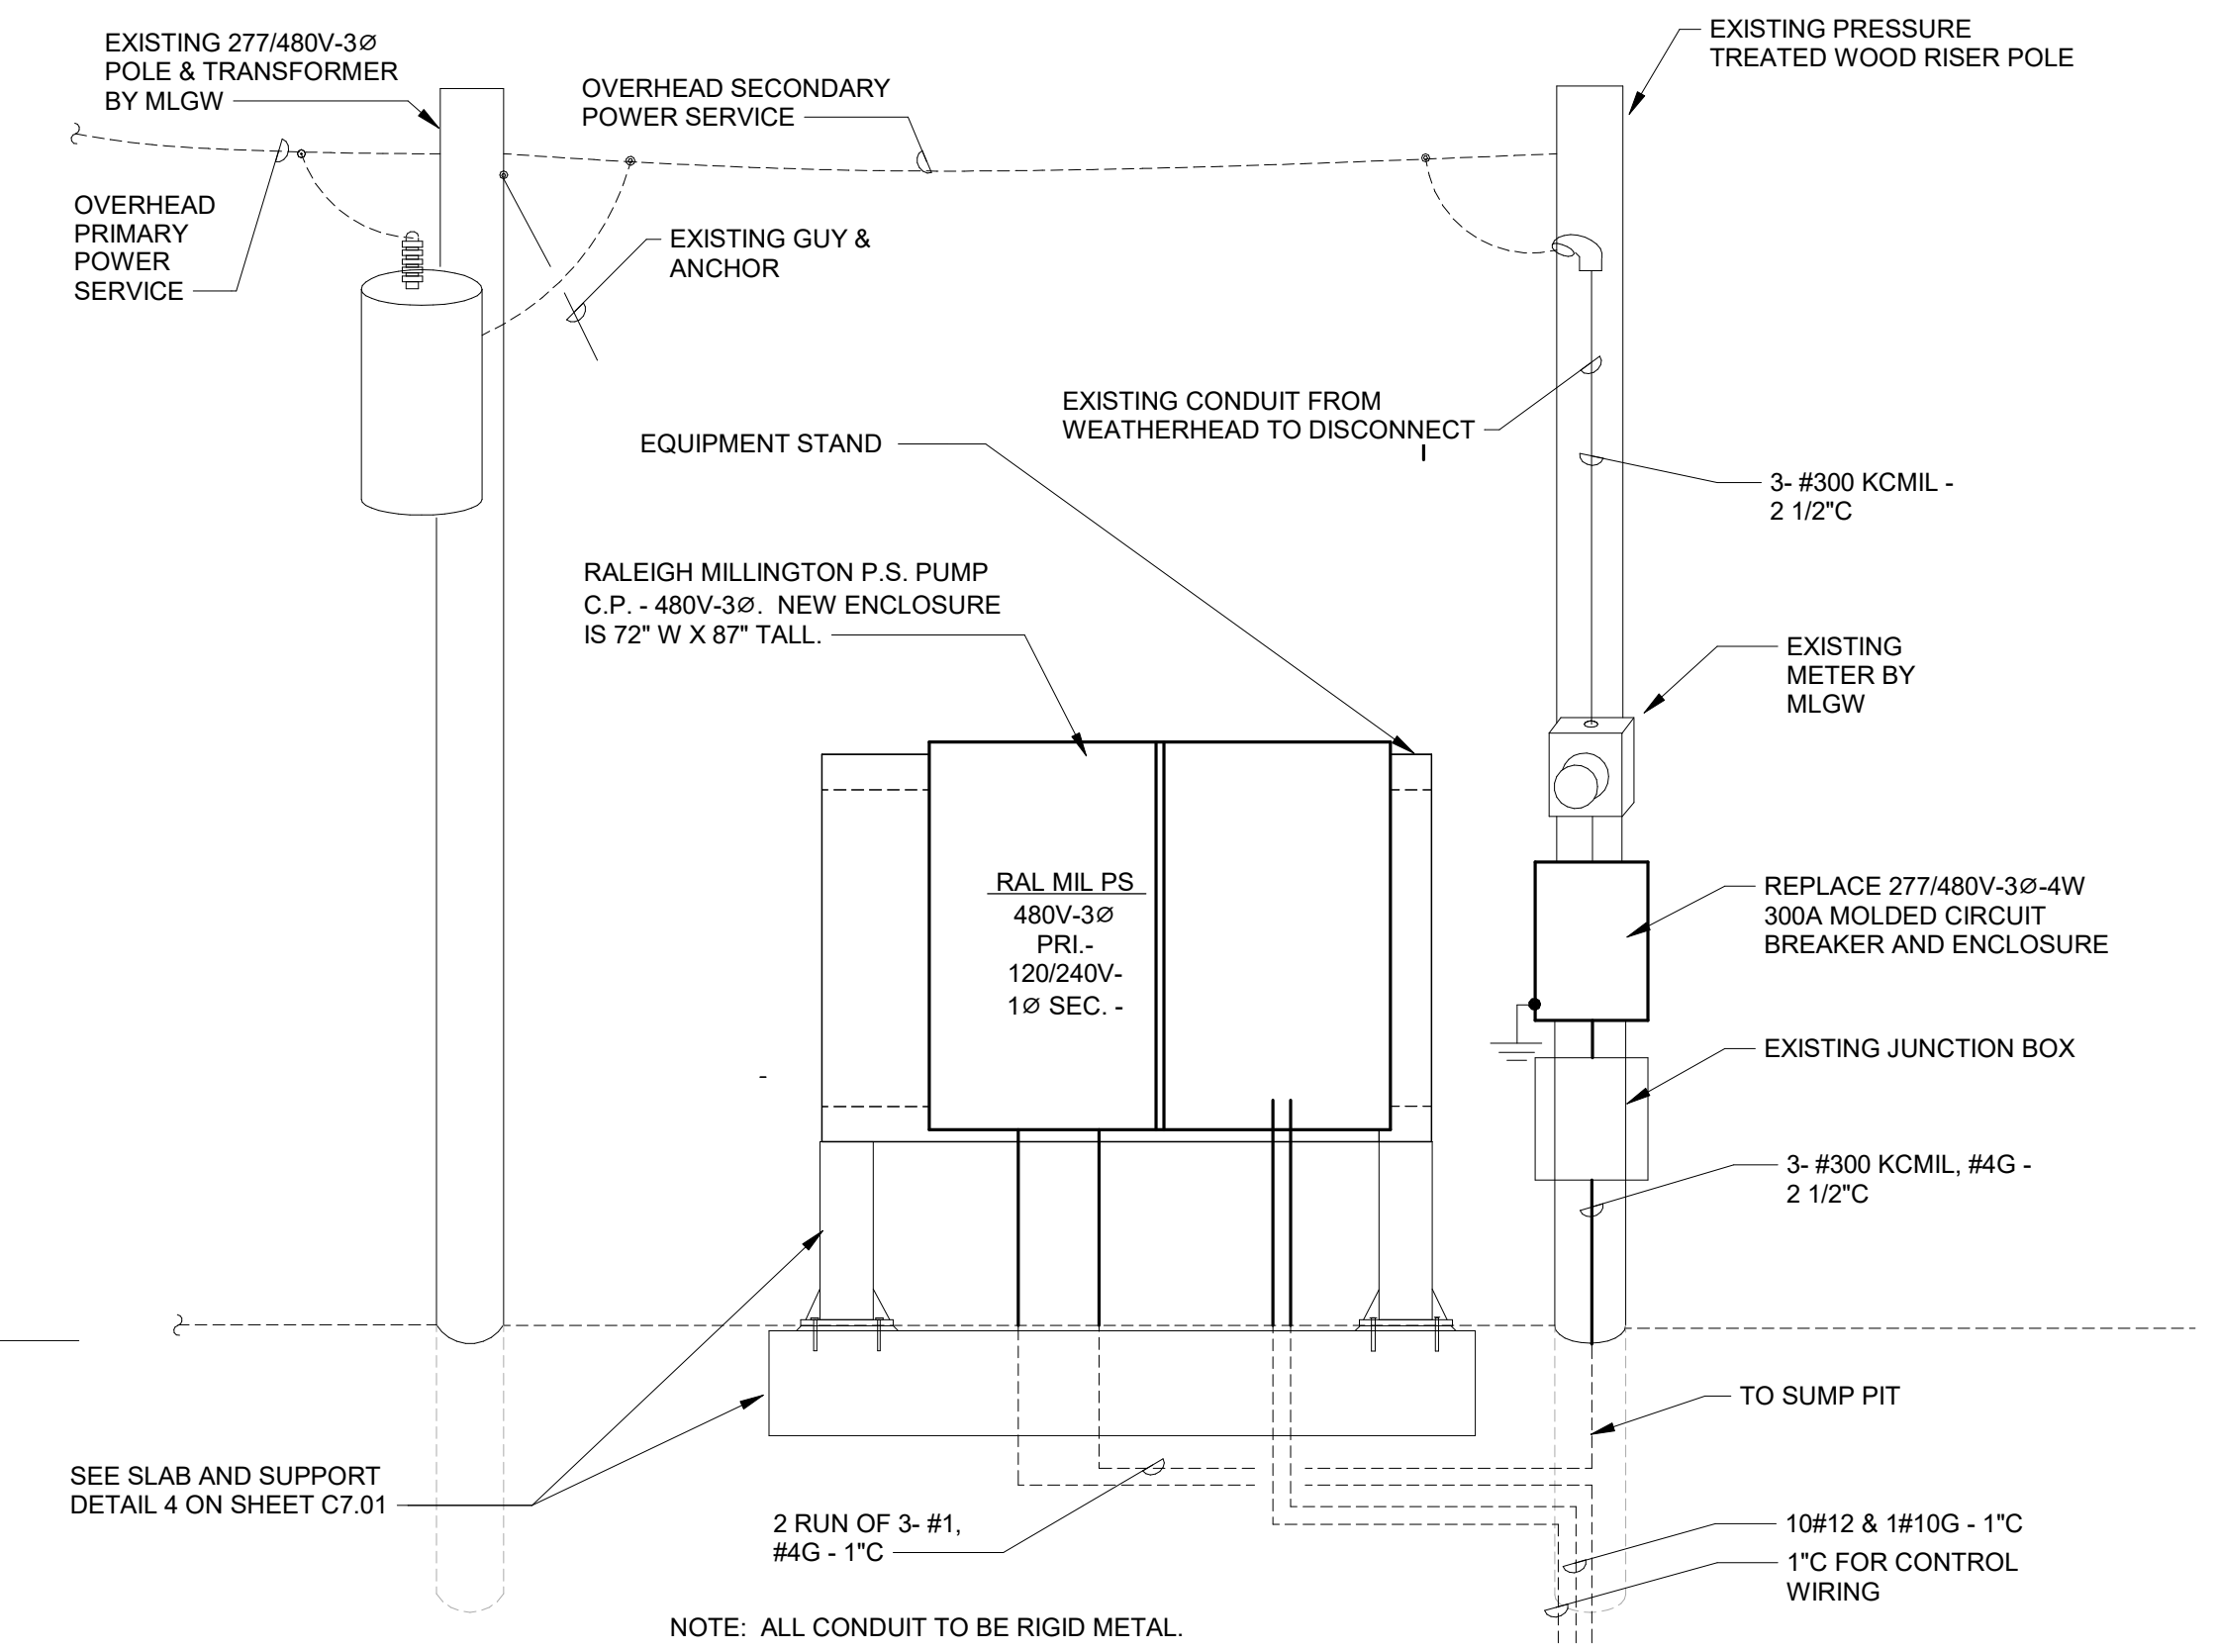 EXISTING 277/480V-3∅
POLE & TRANSFORMER
BY MLGW
OVERHEAD SECONDARY
POWER SERVICE
EXISTING PRESSURE
TREATED WOOD RISER POLE
OVERHEAD
PRIMARY
POWER
SERVICE
EXISTING GUY &
ANCHOR
EXISTING CONDUIT FROM
WEATHERHEAD TO DISCONNECT
EQUIPMENT STAND
3- #300 KCMIL -
2 1/2"C
RALEIGH MILLINGTON P.S. PUMP
C.P. - 480V-3∅.  NEW ENCLOSURE
IS 72" W X 87" TALL.
EXISTING
METER BY
MLGW
RAL MIL PS
480V-3∅
PRI.-
120/240V-
1∅ SEC. -
REPLACE 277/480V-3∅-4W
300A MOLDED CIRCUIT
BREAKER AND ENCLOSURE
EXISTING JUNCTION BOX
3- #300 KCMIL, #4G -
2 1/2"C
TO SUMP PIT
SEE SLAB AND SUPPORT
DETAIL 4 ON SHEET C7.01
2 RUN OF 3- #1,
#4G - 1"C
10#12 & 1#10G - 1"C
1"C FOR CONTROL
WIRING
NOTE:  ALL CONDUIT TO BE RIGID METAL.